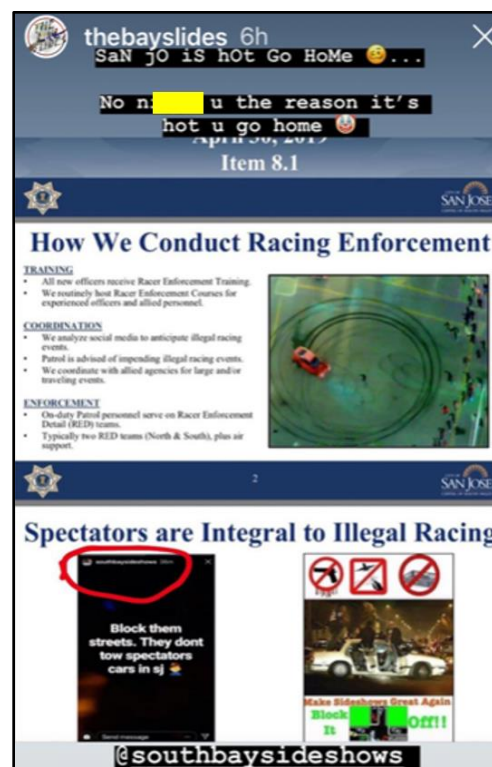 thebayslides 6h
SaN jO iS hOt Go HoMe 🥴...
No ni u the reason it's
hot u go home 🤡
April 30, 2019
Item 8.1
SAN JOSE
How We Conduct Racing Enforcement
TRAINING
• All new officers receive Racer Enforcement Training.
• We routinely host Racer Enforcement Courses for
experienced officers and allied personnel.
COORDINATION
• We analyze social media to anticipate illegal racing
events.
• Patrol is advised of impending illegal racing events.
• We coordinate with allied agencies for large and/or
traveling events.
ENFORCEMENT
• On-duty Patrol personnel serve on Racer Enforcement
Detail (RED) teams.
• Typically two RED teams (North & South), plus air
support.
2
SAN JOSE
Spectators are Integral to Illegal Racing
southbaysideshows
Block them
streets. They dont
tow spectators
cars in sj
Send message
Make Sideshows Great Again
Block
It
Off!!
@southbaysideshows